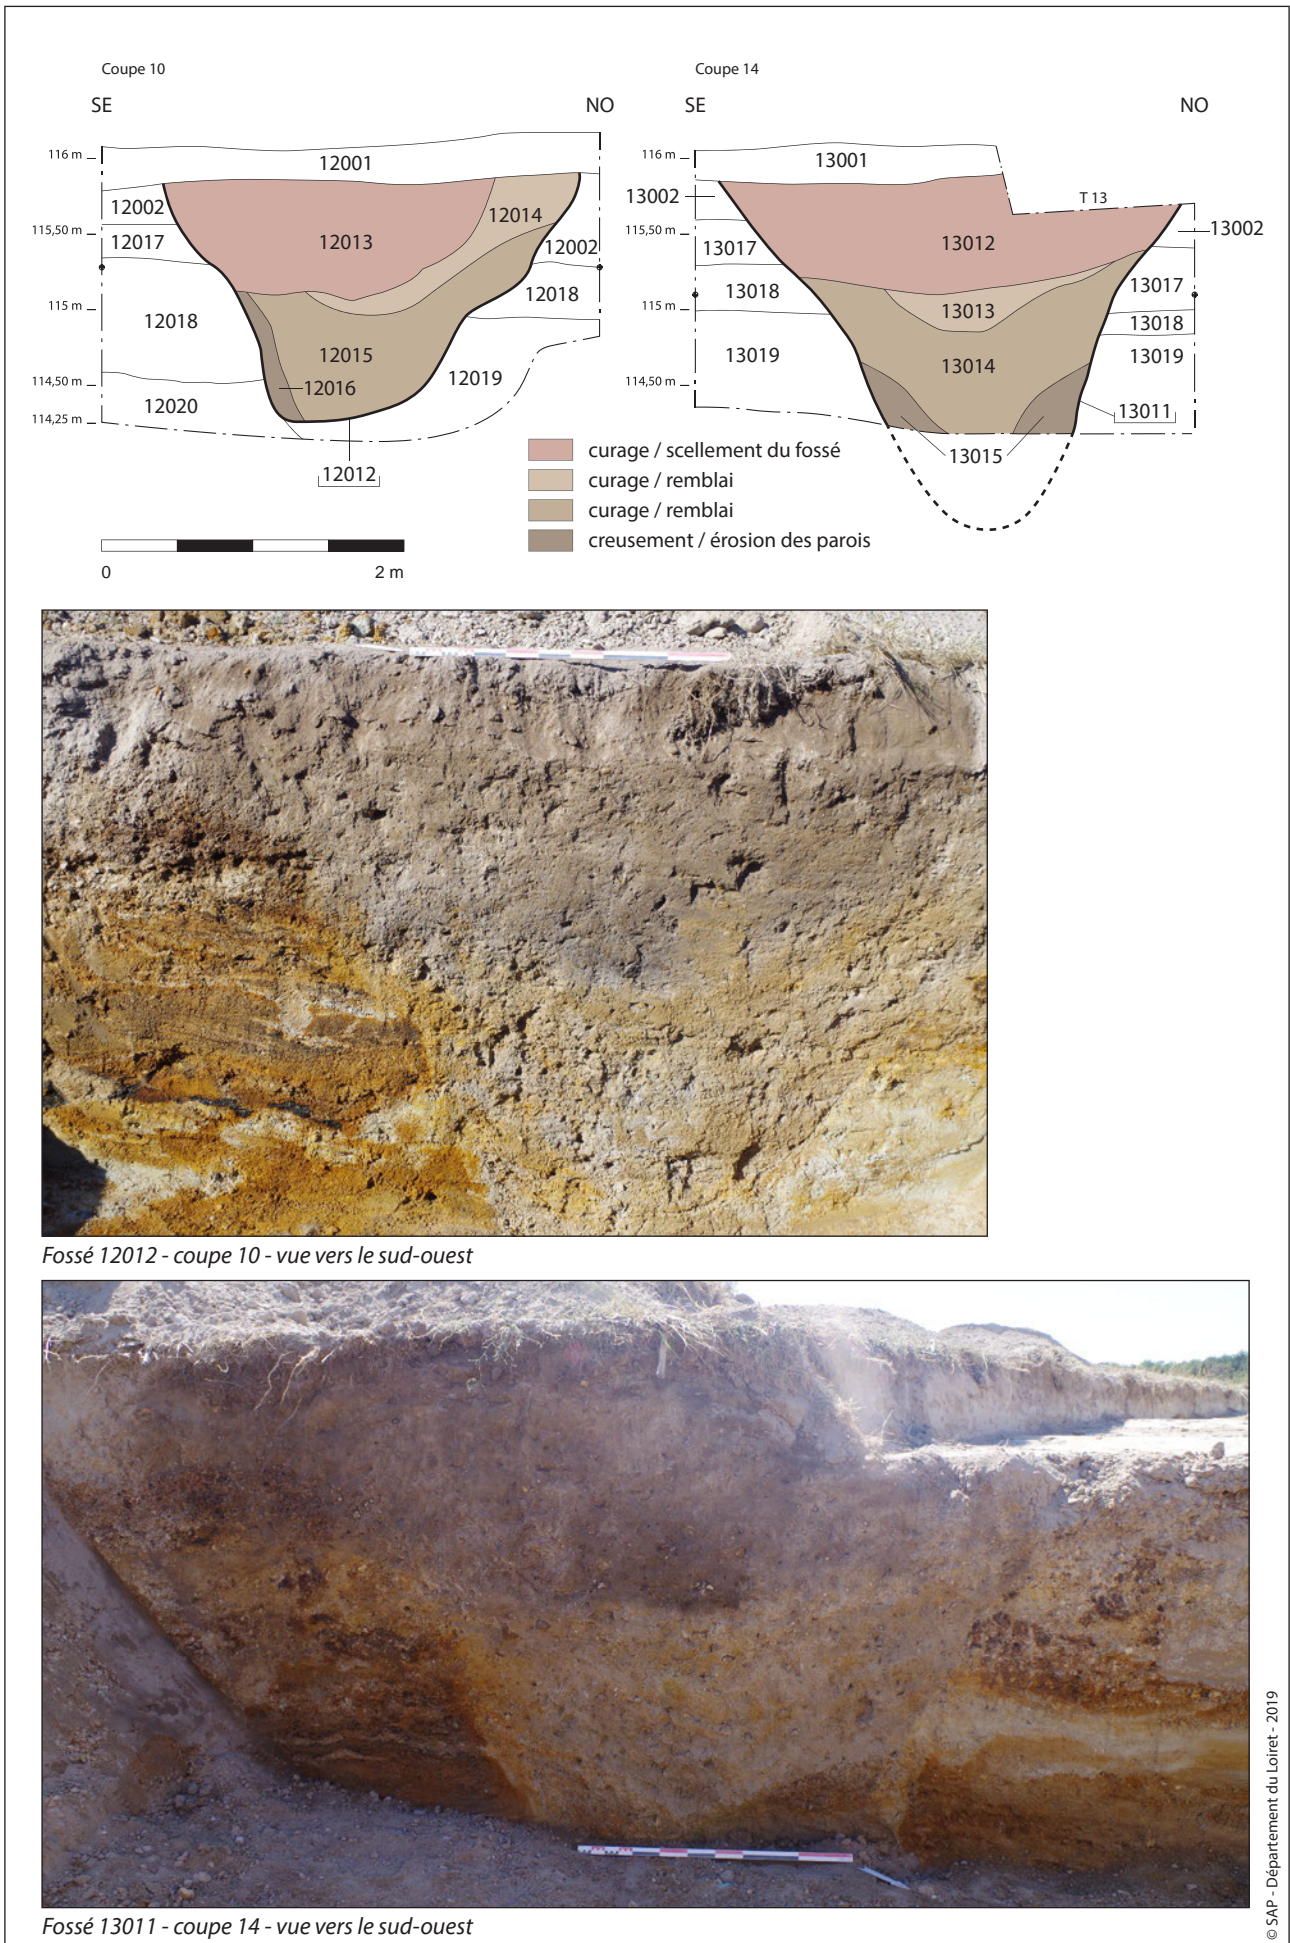 Coupe 10
SE
NO
116 m
12001
12002
12014
115,50 m
12017
12013
12002
115 m
12018
12018
12015
114,50 m
12016
12019
114,25 m
12020
12012
0
2 m
Coupe 14
SE
NO
116 m
13001
13002
T 13
115,50 m
13002
13017
13012
13018
13017
115 m
13013
13018
13019
13014
13019
114,50 m
13011
13015
curage / scellement du fossé
curage / remblai
curage / remblai
creusement / érosion des parois
Fossé 12012 - coupe 10 - vue vers le sud-ouest
Fossé 13011 - coupe 14 - vue vers le sud-ouest
© SAP - Département du Loiret - 2019